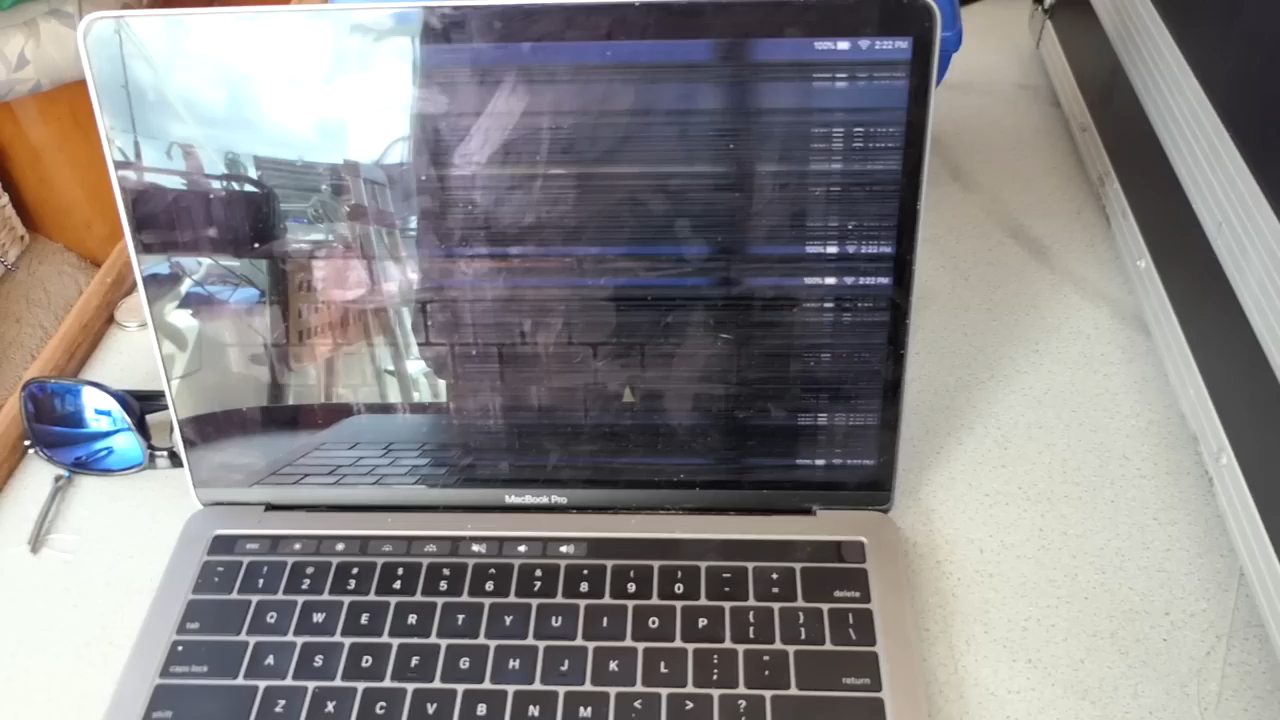 100% 2:22 PM
100% 2:22 PM
100% 2:22 PM
MacBook Pro
esc
~ ! @ # $ % ^ & * ( ) _ +
` 1 2 3 4 5 6 7 8 9 0 - = delete
tab Q W E R T Y U I O P { [ } ] | \
caps lock A S D F G H J K L : ; " ' return
shift Z X C V B N M < > ?